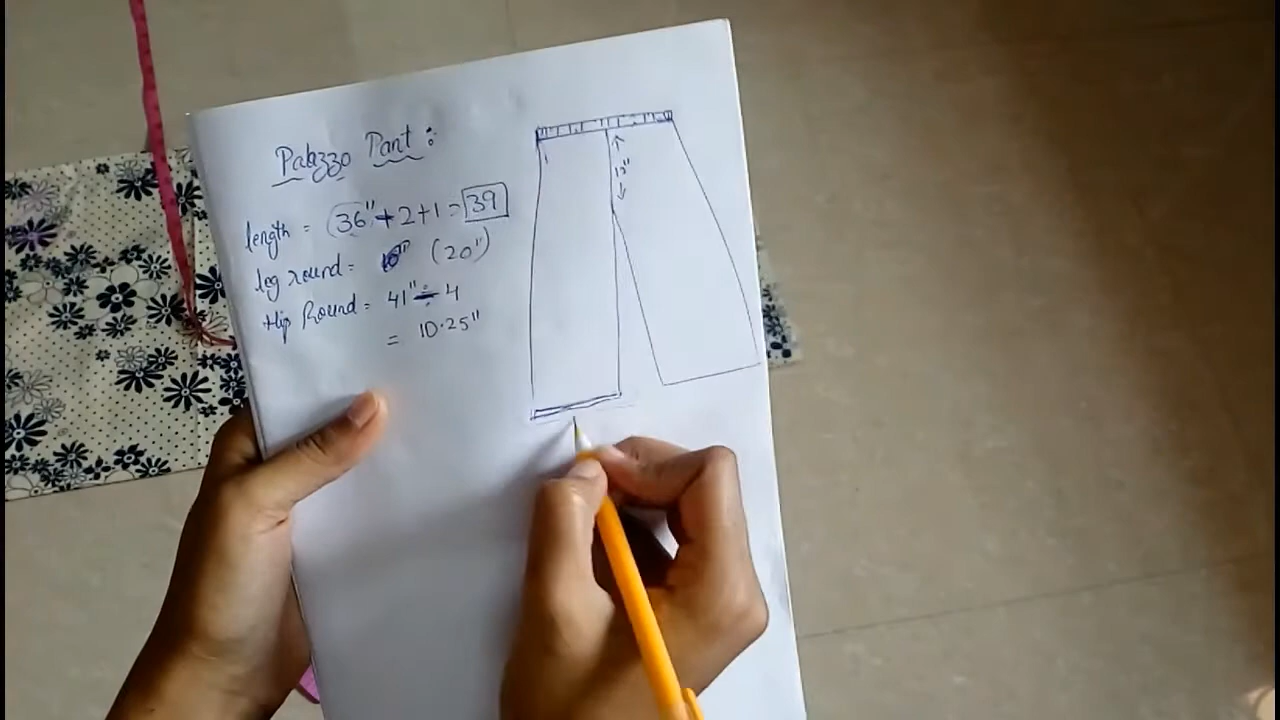 Palazzo Pant :
length = (36"+2+1 = 39
leg round = (20")
Hip Round = 41" ÷ 4
= 10.25"
12"